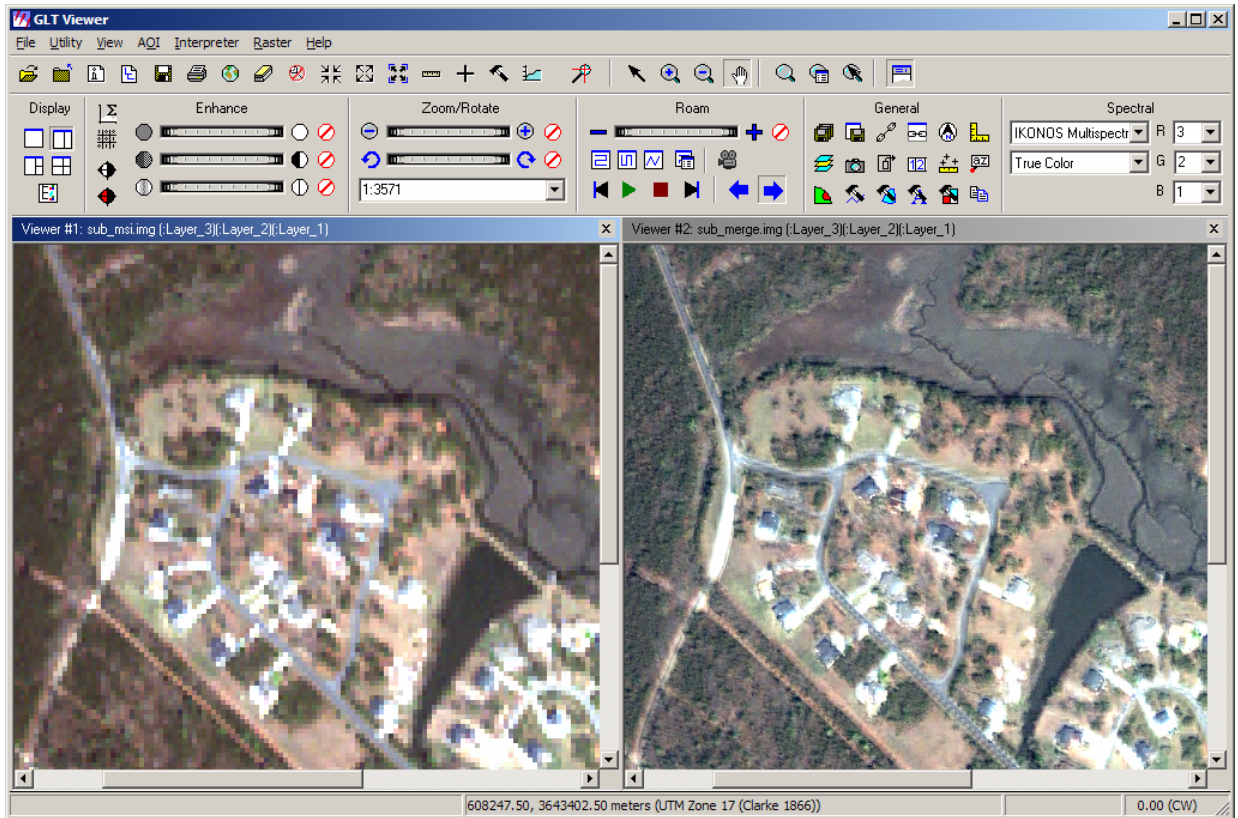 GLT Viewer
File Utility View AOI Interpreter Raster Help
Display Enhance Zoom/Rotate Roam General Spectral
IKONOS Multispectr R 3
True Color G 2
1:3571
B 1
Viewer #1: sub_msi.img (:Layer_3)(:Layer_2)(:Layer_1)
Viewer #2: sub_merge.img (:Layer_3)(:Layer_2)(:Layer_1)
608247.50, 3643402.50 meters (UTM Zone 17 (Clarke 1866))
0.00 (CW)